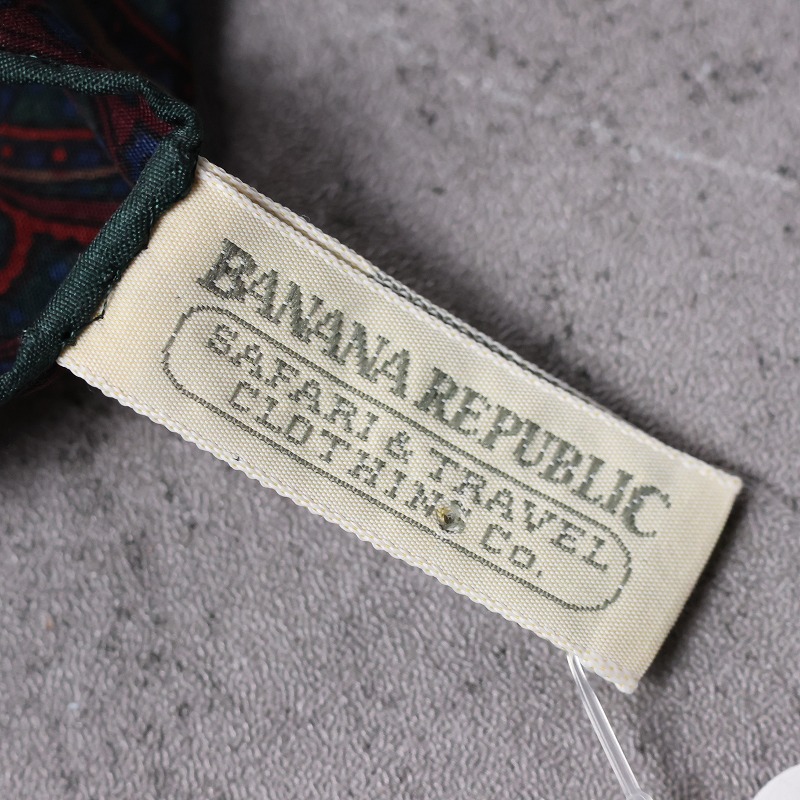 BANANA REPUBLIC
SAFARI & TRAVEL
CLOTHING CO.